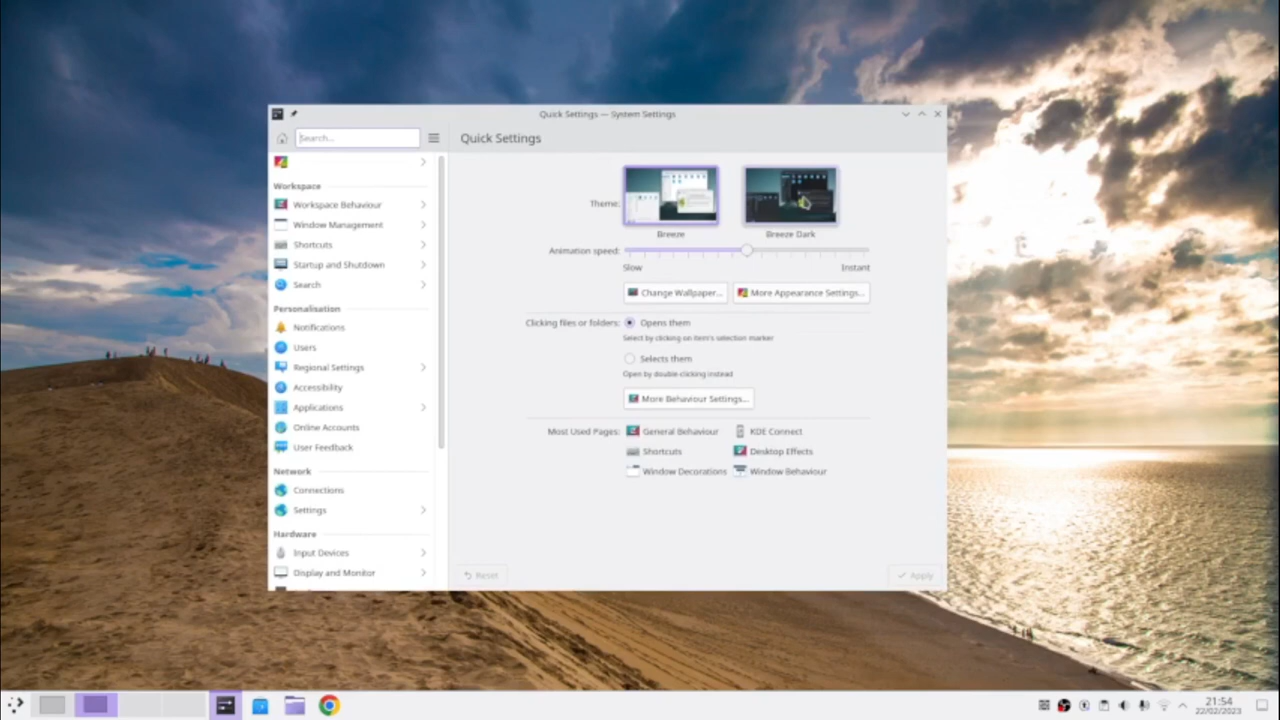 Quick Settings — System Settings
Search...
Quick Settings
Workspace
Workspace Behaviour
Window Management
Shortcuts
Startup and Shutdown
Search
Personalisation
Notifications
Users
Regional Settings
Accessibility
Applications
Online Accounts
User Feedback
Network
Connections
Settings
Hardware
Input Devices
Display and Monitor
Theme:
Breeze
Breeze Dark
Animation speed:
Slow
Instant
Change Wallpaper...
More Appearance Settings...
Clicking files or folders:
Opens them
Select by clicking on item's selection marker
Selects them
Open by double-clicking instead
More Behaviour Settings...
Most Used Pages:
General Behaviour
KDE Connect
Shortcuts
Desktop Effects
Window Decorations
Window Behaviour
Reset
Apply
21:54
22/02/2023